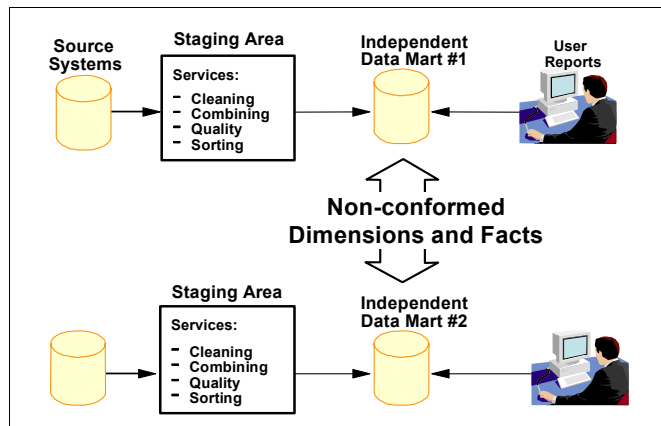 Source
Systems
Staging Area
Services:
- Cleaning
- Combining
- Quality
- Sorting
Independent
Data Mart #1
User
Reports
Non-conformed
Dimensions and Facts
Staging Area
Services:
- Cleaning
- Combining
- Quality
- Sorting
Independent
Data Mart #2